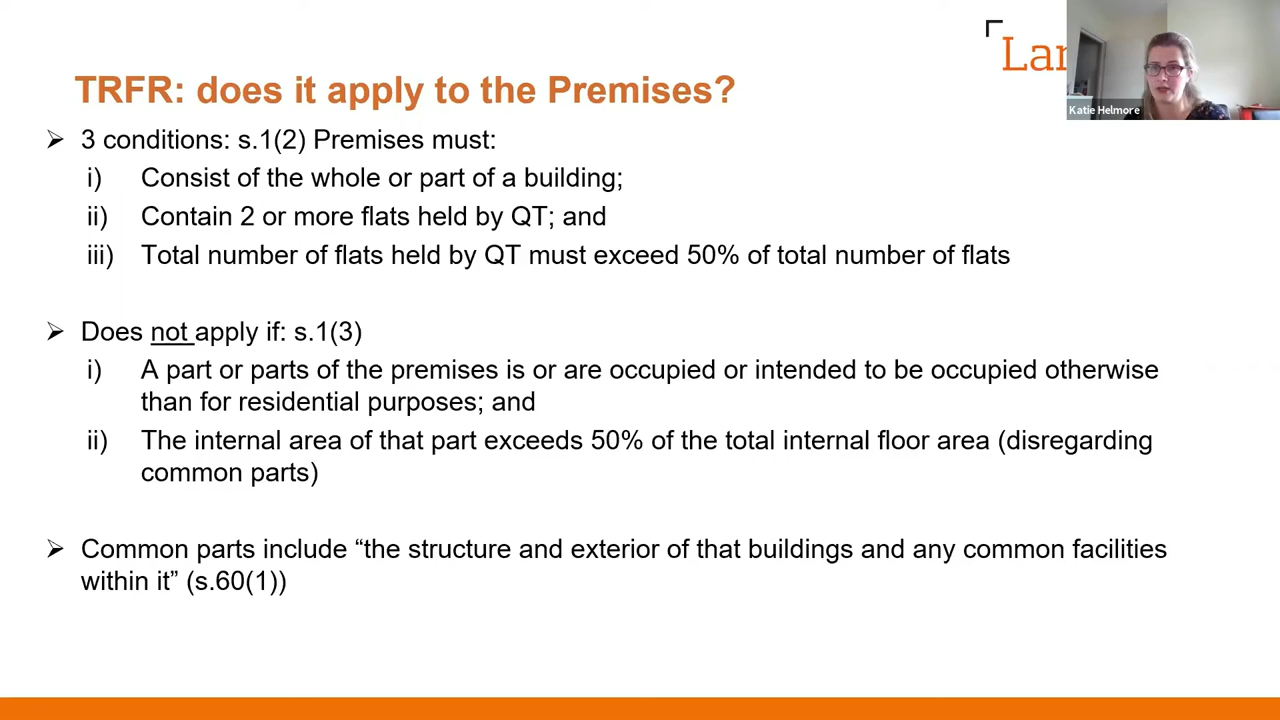 Lan
TRFR: does it apply to the Premises?
Katie Helmore
➢ 3 conditions: s.1(2) Premises must:
i) Consist of the whole or part of a building;
ii) Contain 2 or more flats held by QT; and
iii) Total number of flats held by QT must exceed 50% of total number of flats
➢ Does not apply if: s.1(3)
i) A part or parts of the premises is or are occupied or intended to be occupied otherwise
than for residential purposes; and
ii) The internal area of that part exceeds 50% of the total internal floor area (disregarding
common parts)
➢ Common parts include “the structure and exterior of that buildings and any common facilities
within it” (s.60(1))